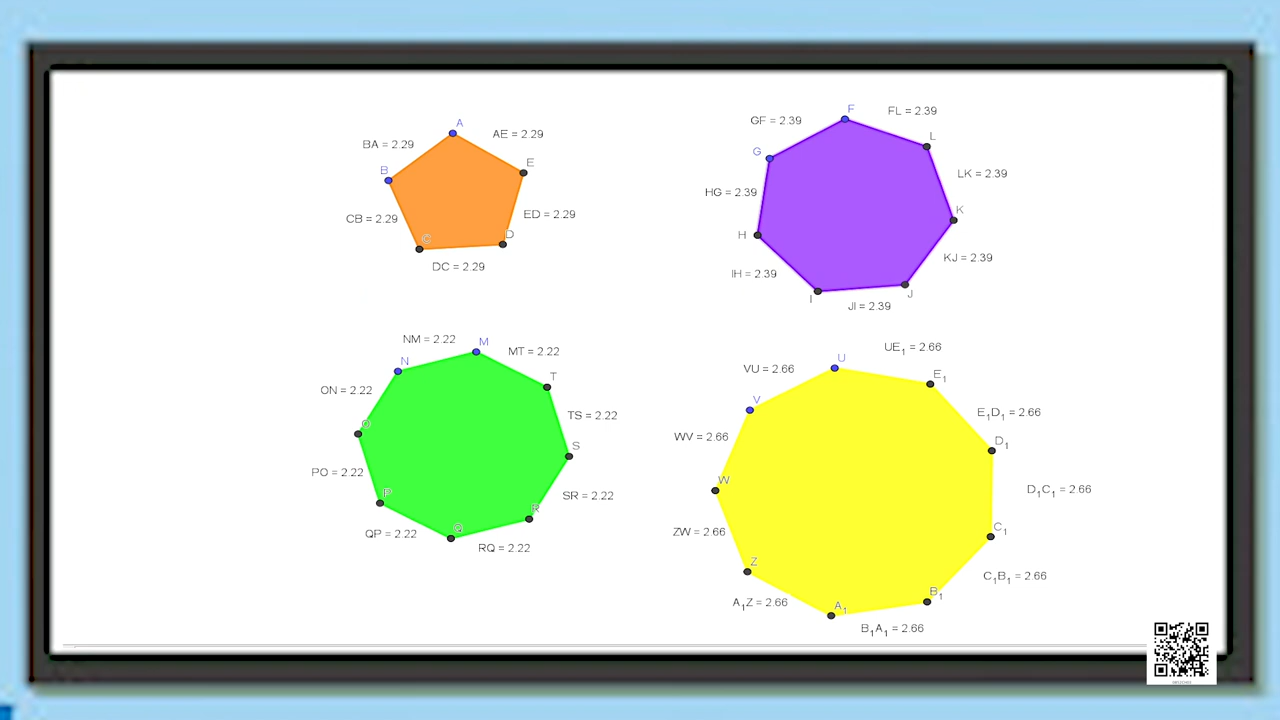 A
BA = 2.29
AE = 2.29
B
E
CB = 2.29
ED = 2.29
C
D
DC = 2.29
F
GF = 2.39
FL = 2.39
G
L
LK = 2.39
HG = 2.39
H
K
KJ = 2.39
IH = 2.39
I
J
JI = 2.39
NM = 2.22
M
MT = 2.22
N
T
ON = 2.22
TS = 2.22
O
S
PO = 2.22
P
SR = 2.22
R
QP = 2.22
Q
RQ = 2.22
U
UE₁ = 2.66
VU = 2.66
E₁
V
E₁D₁ = 2.66
WV = 2.66
D₁
W
D₁C₁ = 2.66
ZW = 2.66
C₁
Z
C₁B₁ = 2.66
A₁Z = 2.66
A₁
B₁
B₁A₁ = 2.66